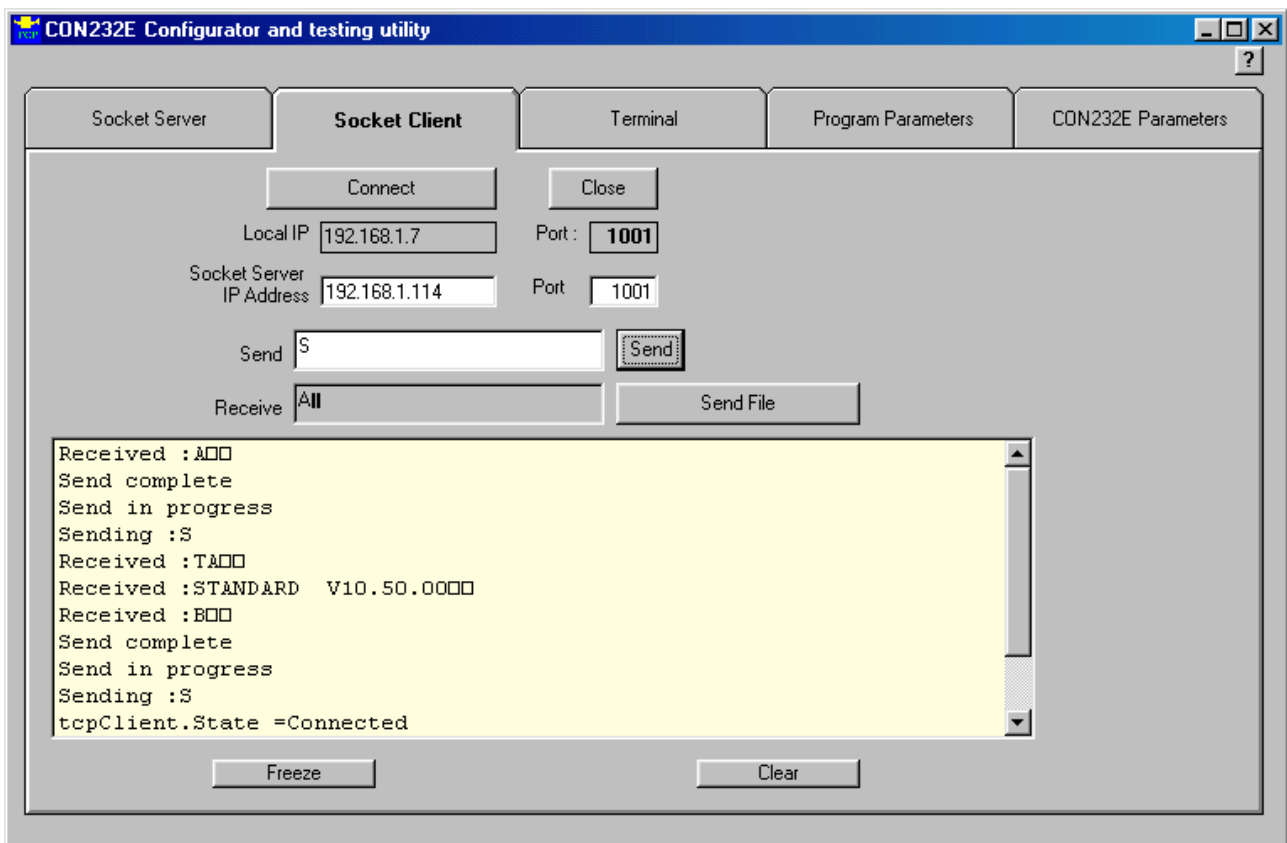 TCP CON232E Configurator and testing utility
?
Socket Server Socket Client Terminal Program Parameters CON232E Parameters
Connect Close
Local IP 192.168.1.7 Port : 1001
Socket Server
IP Address 192.168.1.114 Port 1001
Send S Send
Receive A‖ Send File
Received :A□□
Send complete
Send in progress
Sending :S
Received :TA□□
Received :STANDARD  V10.50.00□□
Received :B□□
Send complete
Send in progress
Sending :S
tcpClient.State =Connected
Freeze Clear